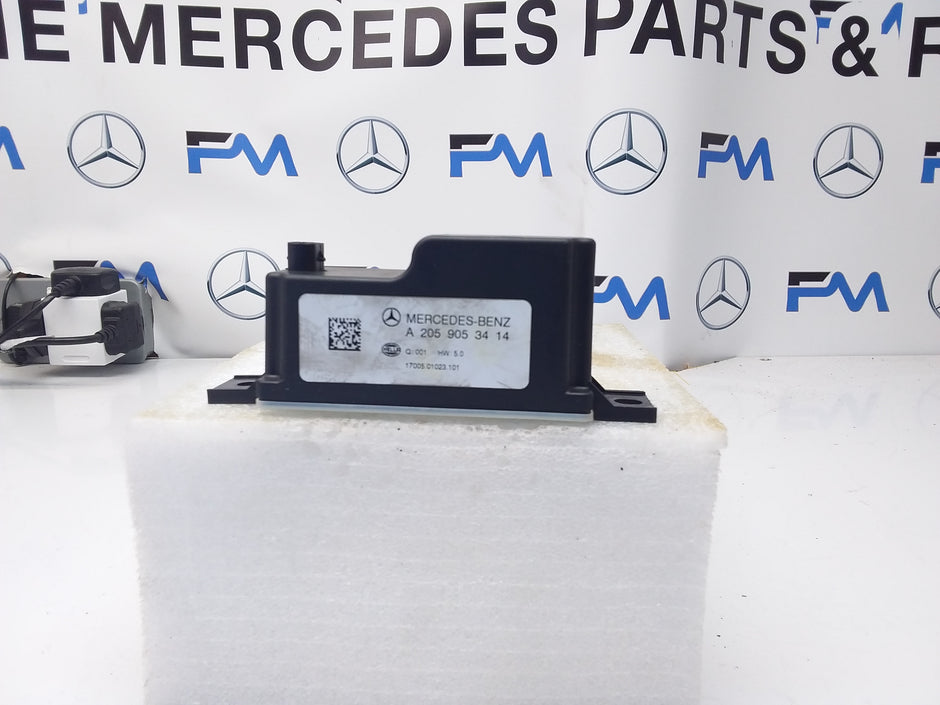 MERCEDES PARTS &
FM FM FM FM
FM FM
MERCEDES-BENZ
A 205 905 34 14
HELLA Q: 001 HW: 5.0
17005.01023.101